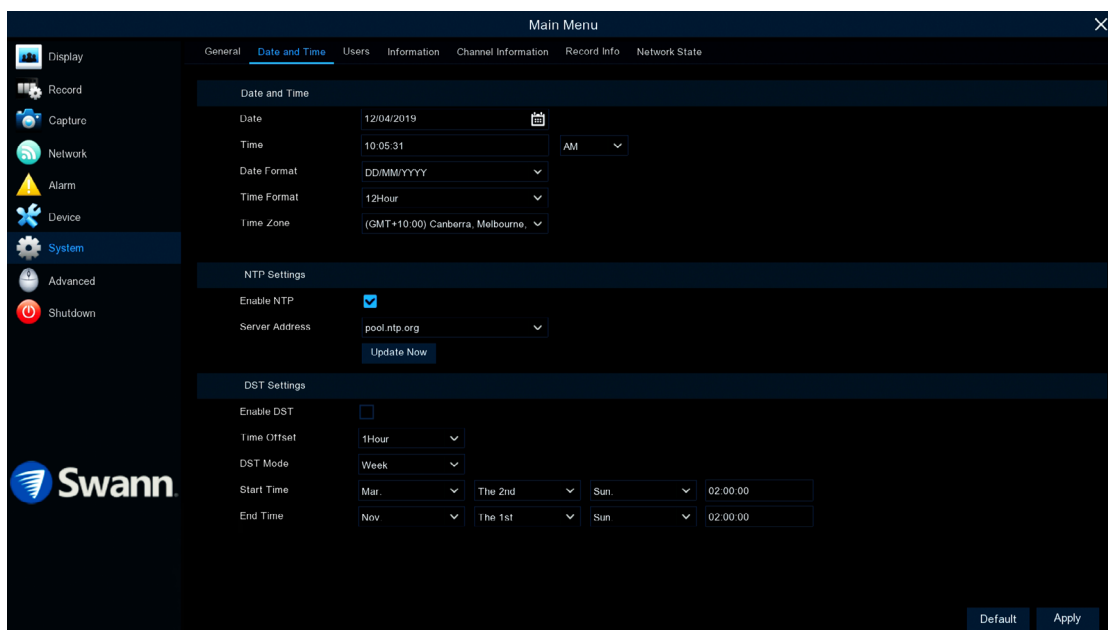 Main Menu
Display
Record
Capture
Network
Alarm
Device
System
Advanced
Shutdown
Swann.
General Date and Time Users Information Channel Information Record Info Network State
Date and Time
Date 12/04/2019
Time 10:05:31 AM
Date Format DD/MM/YYYY
Time Format 12Hour
Time Zone (GMT+10:00) Canberra, Melbourne,
NTP Settings
Enable NTP
Server Address pool.ntp.org
Update Now
DST Settings
Enable DST
Time Offset 1Hour
DST Mode Week
Start Time Mar. The 2nd Sun. 02:00:00
End Time Nov. The 1st Sun. 02:00:00
Default Apply